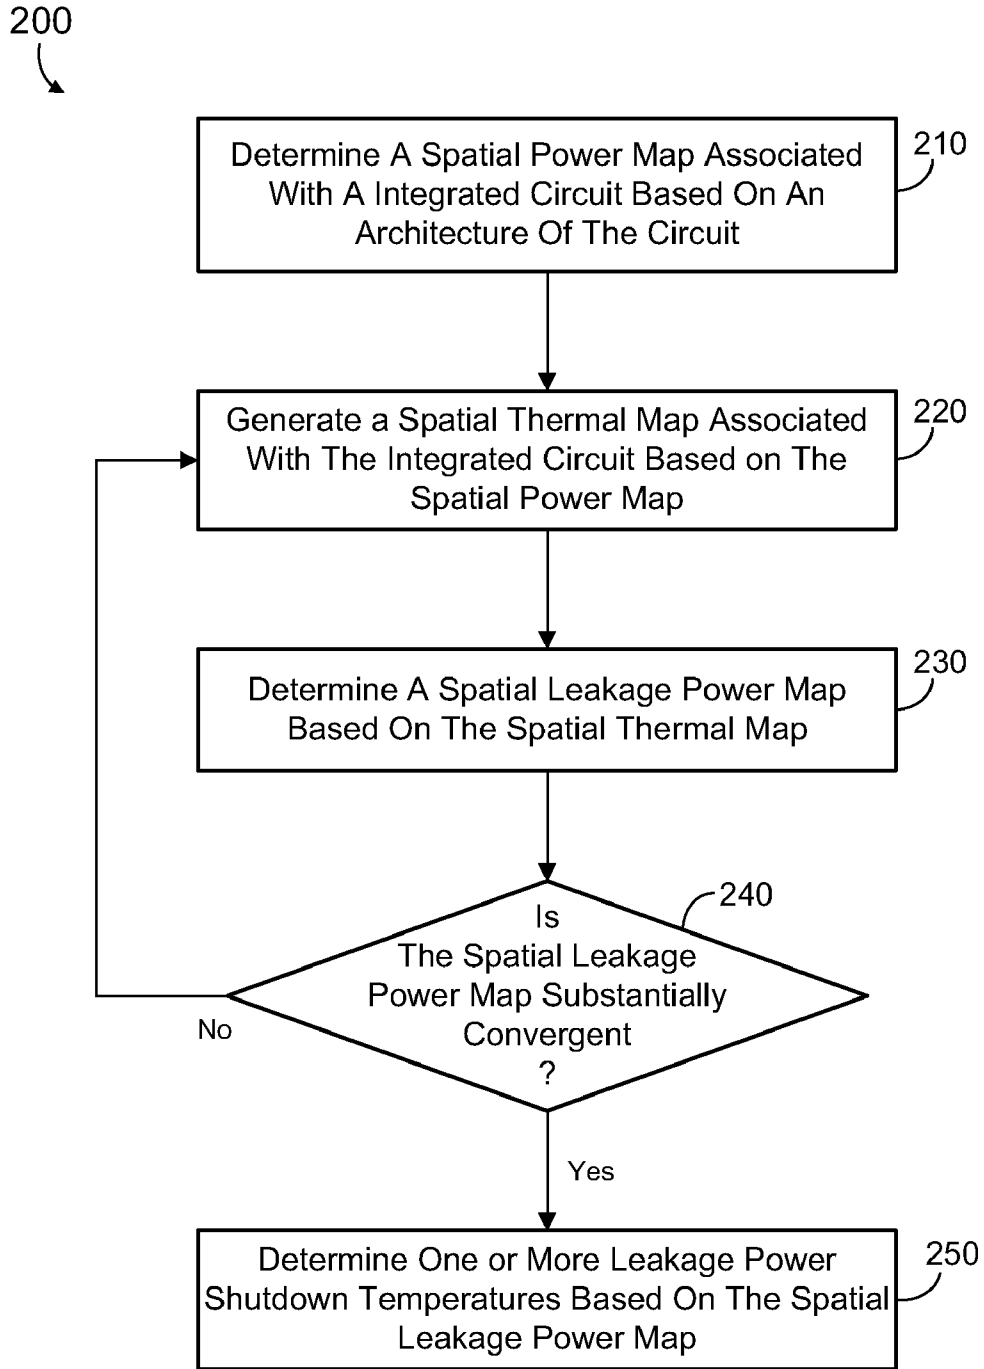 200
Determine A Spatial Power Map Associated
With A Integrated Circuit Based On An
Architecture Of The Circuit
210
Generate a Spatial Thermal Map Associated
With The Integrated Circuit Based on The
Spatial Power Map
220
Determine A Spatial Leakage Power Map
Based On The Spatial Thermal Map
230
Is
The Spatial Leakage
Power Map Substantially
Convergent
?
240
No
Yes
Determine One or More Leakage Power
Shutdown Temperatures Based On The Spatial
Leakage Power Map
250